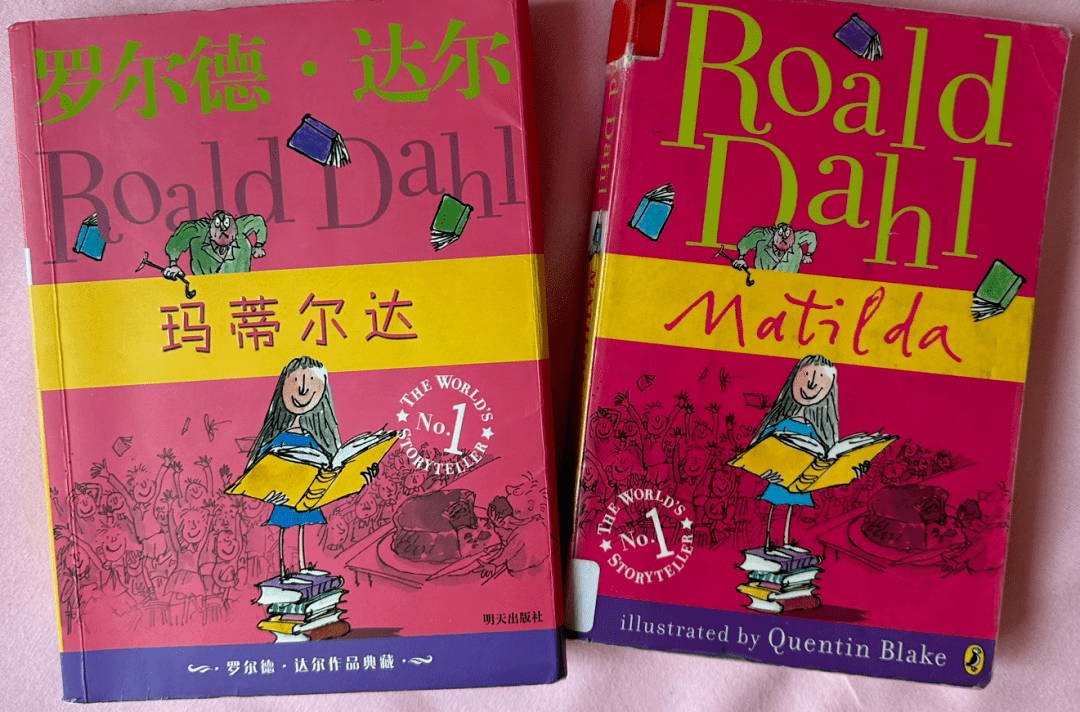 罗尔德·达尔
Roald Dahl
玛蒂尔达
THE WORLD'S
No.1
STORYTELLER
明天出版社
罗尔德·达尔作品典藏
Roald
Dahl
Matilda
THE WORLD'S
No.1
STORYTELLER
illustrated by Quentin Blake
d Dahl